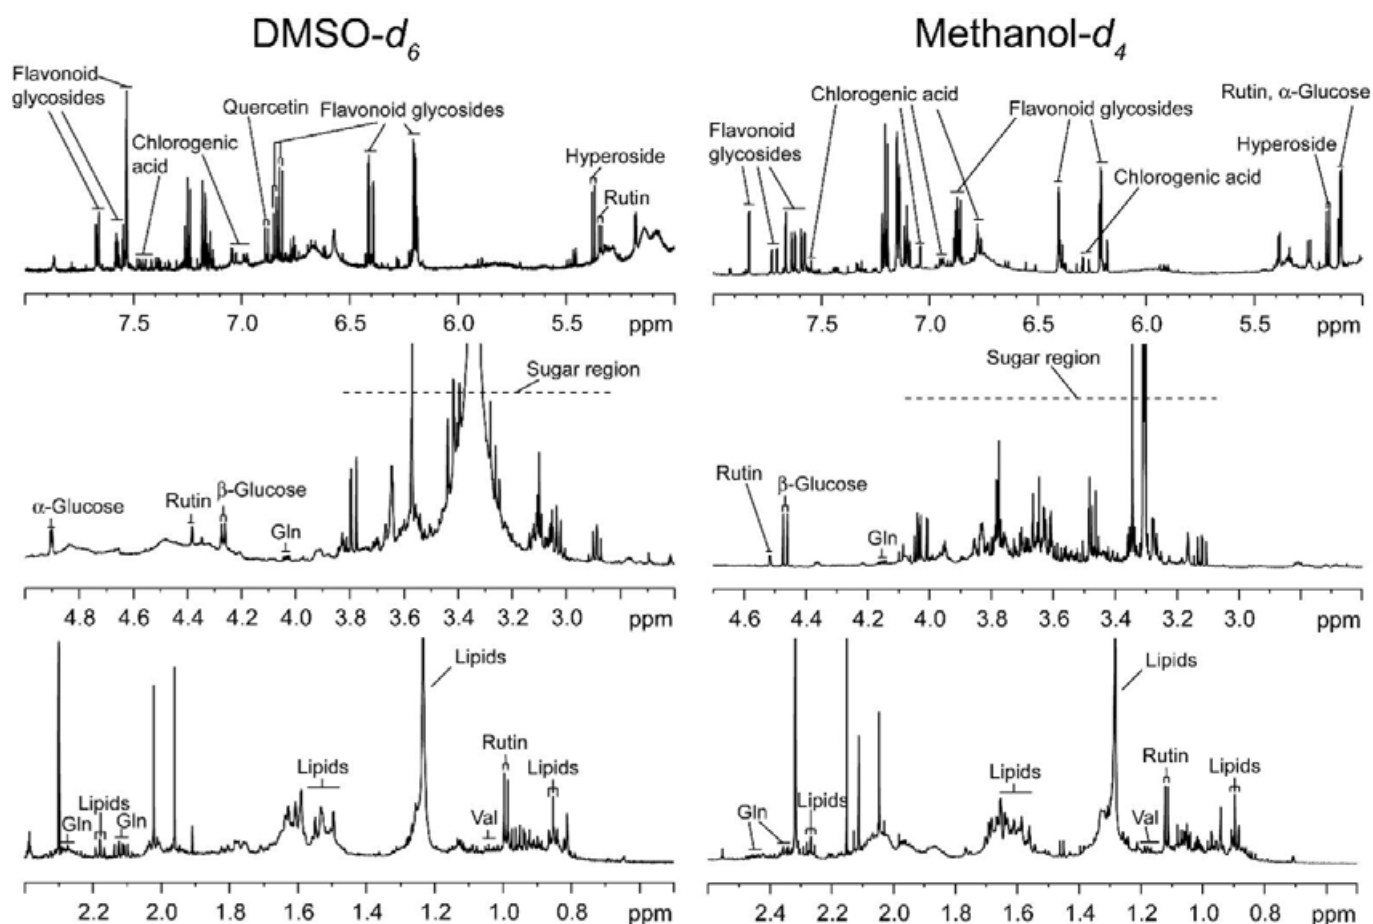 DMSO-d6
Methanol-d4
Flavonoid
glycosides
Chlorogenic
acid
Quercetin
Flavonoid glycosides
Hyperoside
Rutin
7.5 7.0 6.5 6.0 5.5 ppm
Chlorogenic acid
Flavonoid
glycosides
Flavonoid glycosides
Chlorogenic acid
Rutin, α-Glucose
Hyperoside
7.5 7.0 6.5 6.0 5.5 ppm
Sugar region
α-Glucose
Rutin
β-Glucose
Gln
4.8 4.6 4.4 4.2 4.0 3.8 3.6 3.4 3.2 3.0 ppm
Sugar region
Rutin
β-Glucose
Gln
4.6 4.4 4.2 4.0 3.8 3.6 3.4 3.2 3.0 ppm
Lipids
Gln
Lipids
Gln
Lipids
Val
Rutin
Lipids
2.2 2.0 1.8 1.6 1.4 1.2 1.0 0.8 ppm
Lipids
Gln
Lipids
Lipids
Val
Rutin
Lipids
2.4 2.2 2.0 1.8 1.6 1.4 1.2 1.0 0.8 ppm